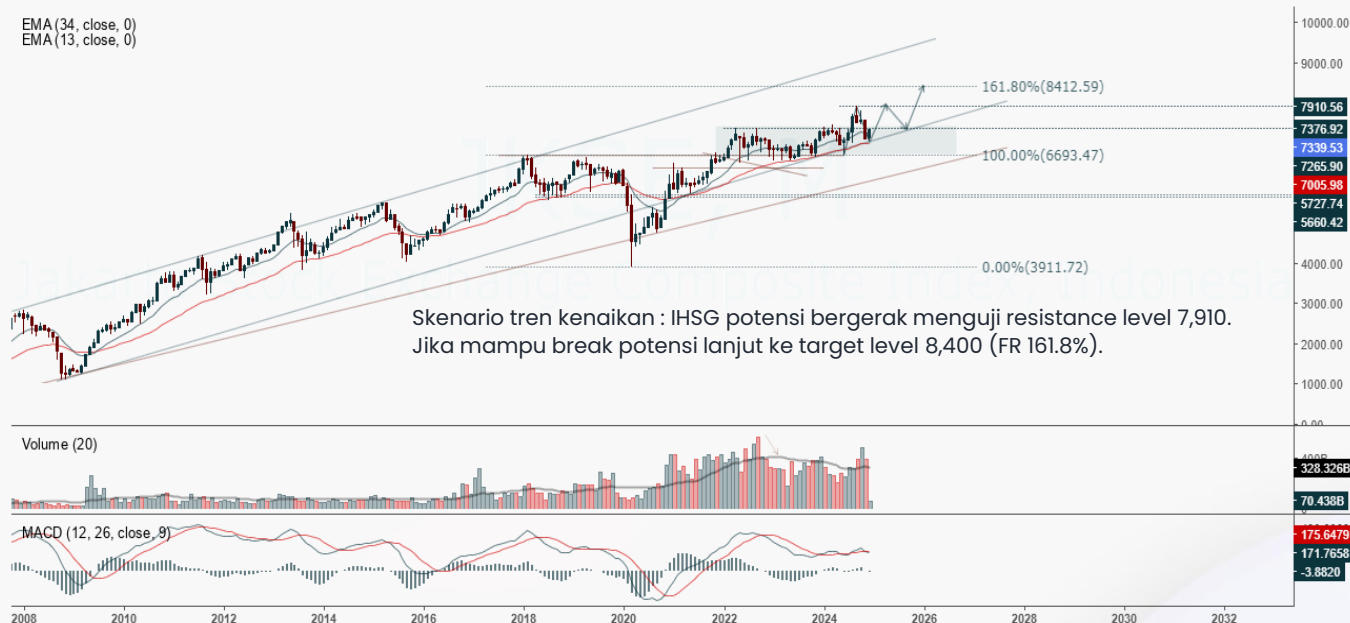 EMA (34, close, 0)
EMA (13, close, 0)
10000.00
9000.00
161.80%(8412.59)
7910.56
7376.92
7339.53
7265.90
100.00%(6693.47)
7005.98
5727.74
5660.42
4000.00
0.00%(3911.72)
3000.00
Skenario tren kenaikan : IHSG potensi bergerak menguji resistance level 7,910.
Jika mampu break potensi lanjut ke target level 8,400 (FR 161.8%).
2000.00
1000.00
0.00
Volume (20)
400B
328.326B
70.438B
MACD (12, 26, close, 9)
175.6479
171.7658
-3.8820
2008 2010 2012 2014 2016 2018 2020 2022 2024 2026 2028 2030 2032